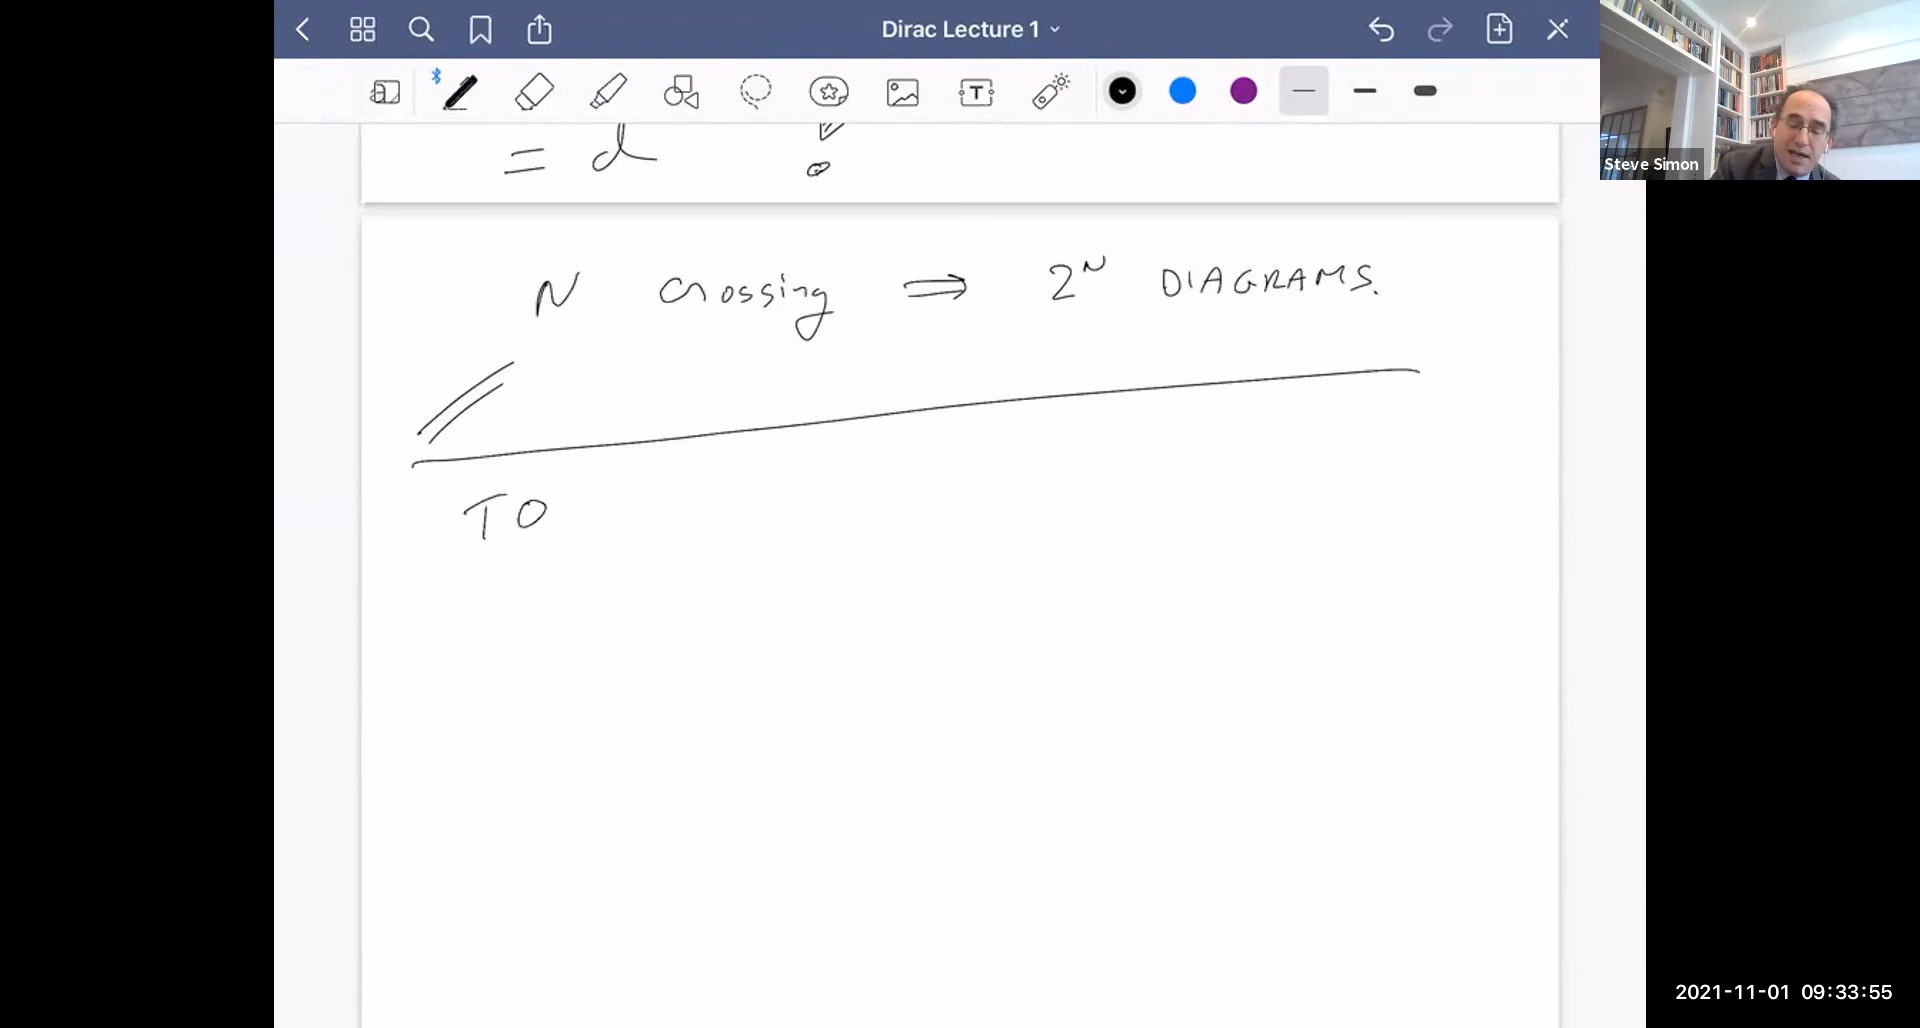 Dirac Lecture 1
T
Steve Simon
= d
N crossing ⇒ 2^N DIAGRAMS.
TO
2021-11-01 09:33:55